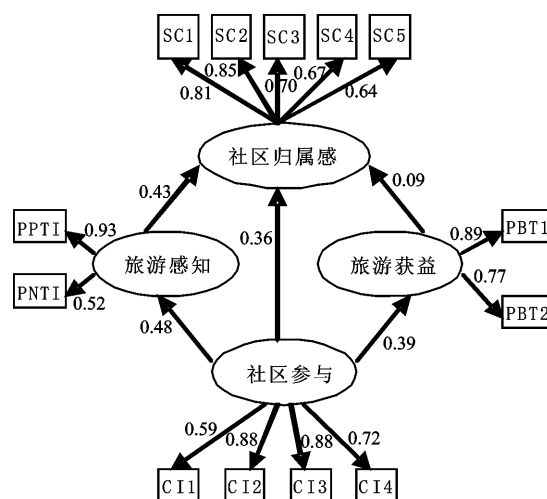 SC1 SC2 SC3 SC4 SC5
0.81 0.85 0.70 0.67 0.64
社区归属感
0.43 0.09
0.36
PPTI 0.93 0.89 PBT1
旅游感知 旅游获益
PNTI 0.52 0.77 PBT2
0.48 0.39
社区参与
0.59 0.88 0.88 0.72
CI1 CI2 CI3 CI4